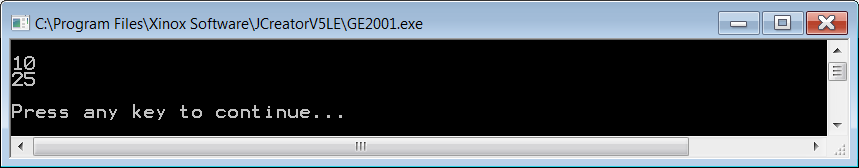 C:\Program Files\Xinox Software\JCreatorV5LE\GE2001.exe
10
25
Press any key to continue...